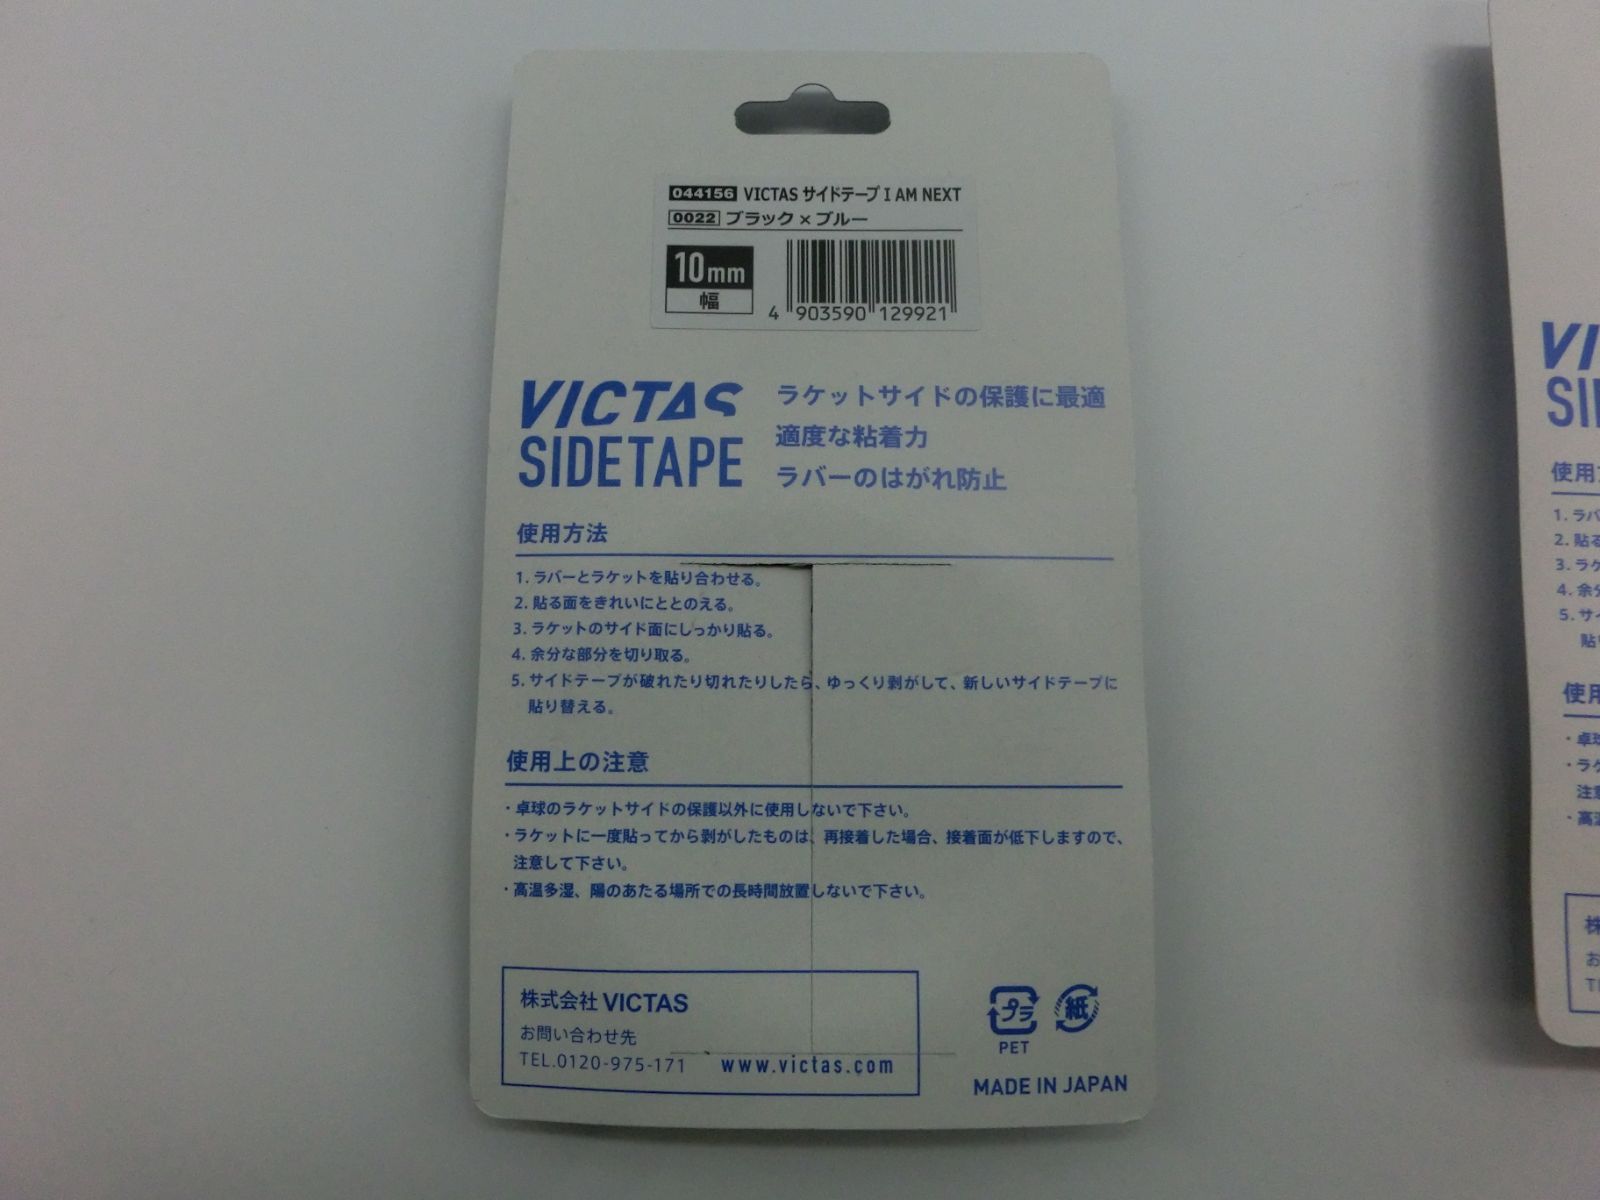 044156 VICTAS サイドテープ I AM NEXT
0022 ブラック×ブルー
10mm
幅
4 903590 129921
VICTAS
SIDETAPE
ラケットサイドの保護に最適
適度な粘着力
ラバーのはがれ防止
使用方法
1. ラバーとラケットを貼り合わせる。
2. 貼る面をきれいにととのえる。
3. ラケットのサイド面にしっかり貼る。
4. 余分な部分を切り取る。
5. サイドテープが破れたり切れたりしたら、ゆっくり剥がして、新しいサイドテープに
貼り替える。
使用上の注意
・卓球のラケットサイドの保護以外に使用しないで下さい。
・ラケットに一度貼ってから剥がしたものは、再接着した場合、接着面が低下しますので、
注意して下さい。
・高温多湿、陽のあたる場所での長時間放置しないで下さい。
株式会社 VICTAS
お問い合わせ先
TEL.0120-975-171 www.victas.com
プラ
PET
紙
MADE IN JAPAN
VI
使用
1. ラバ
2. 貼る
3. ラケ
4. 余分
5. サイ
貼り
使用
・卓球
・ラケ
注意
・高温
株
お